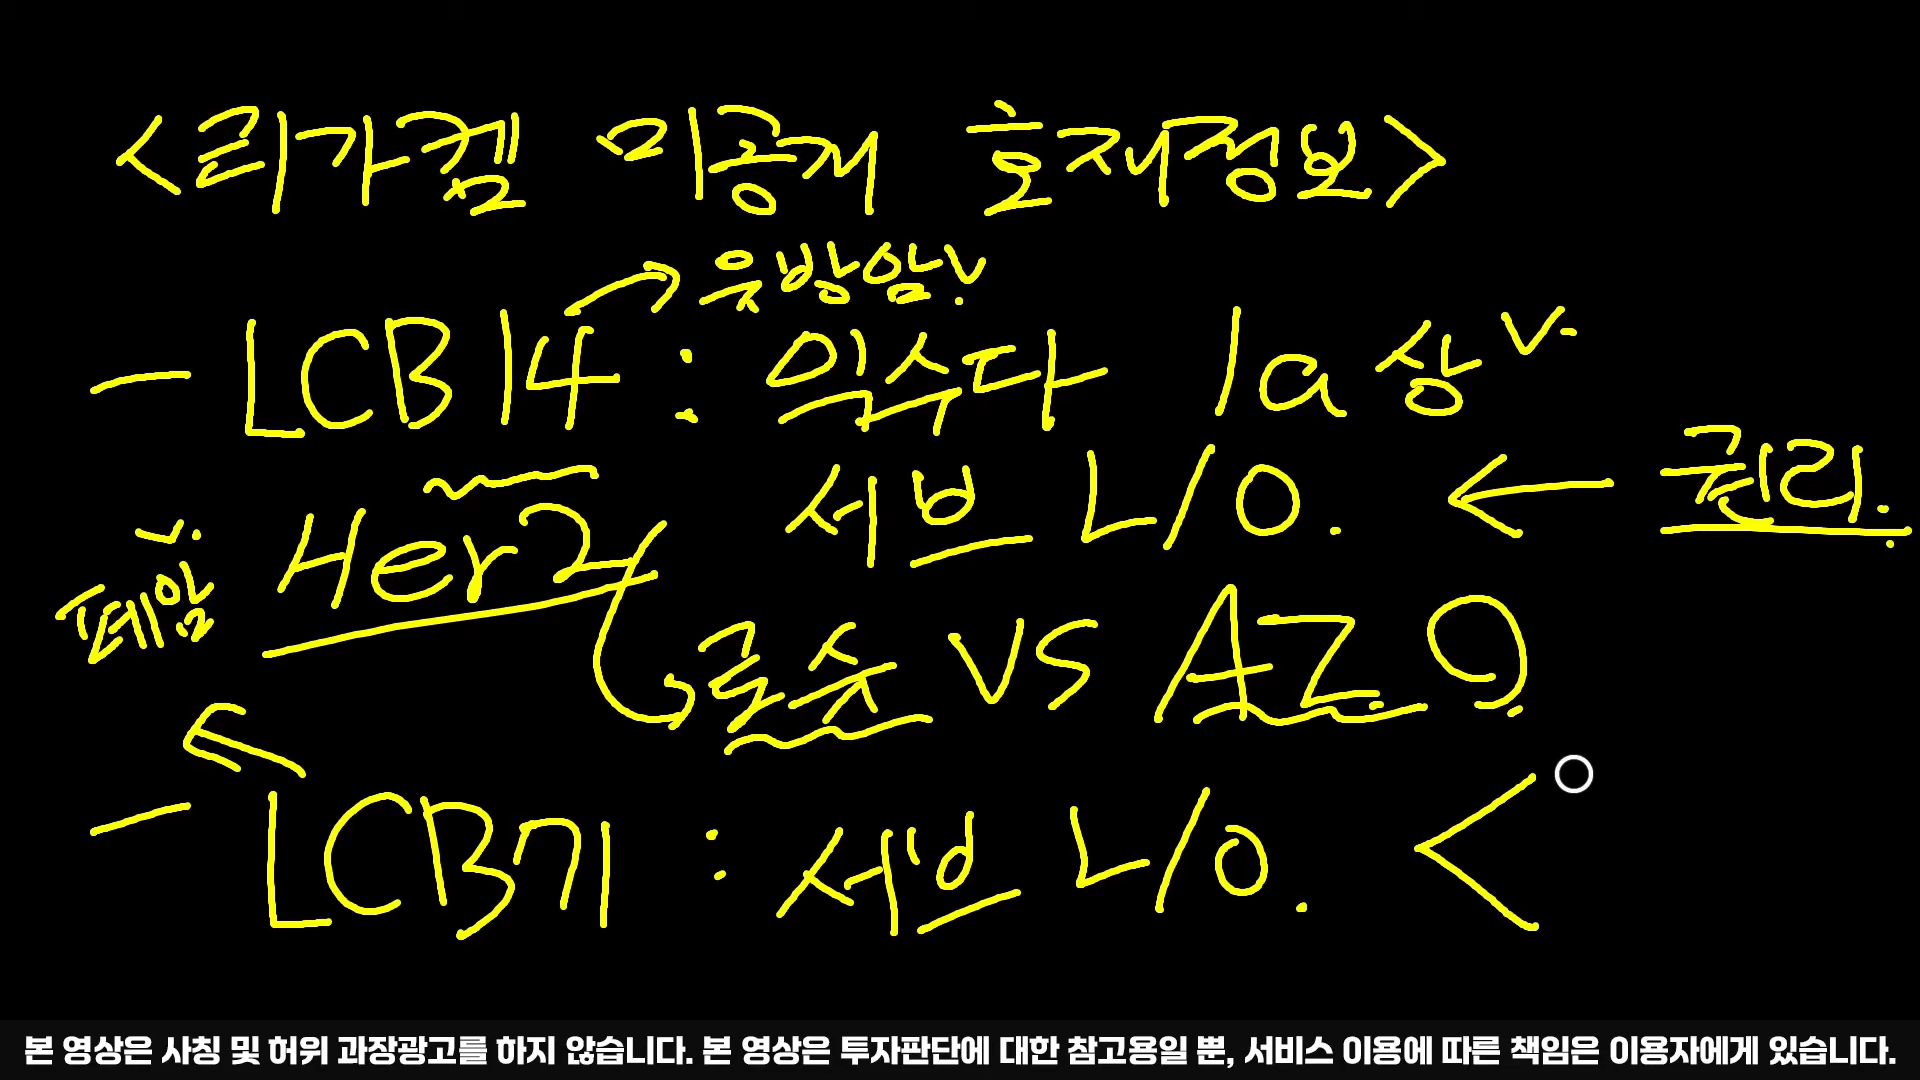 <리가켐 미공개 호재정보>
유방암
- LCB14 : 익수다 1a상
서브 L/O. ← 퀀리.
Her2
폐암
로슈 VS AZ
- LCB71 : 서브 L/O. <
본 영상은 사칭 및 허위 과장광고를 하지 않습니다. 본 영상은 투자판단에 대한 참고용일 뿐, 서비스 이용에 따른 책임은 이용자에게 있습니다.